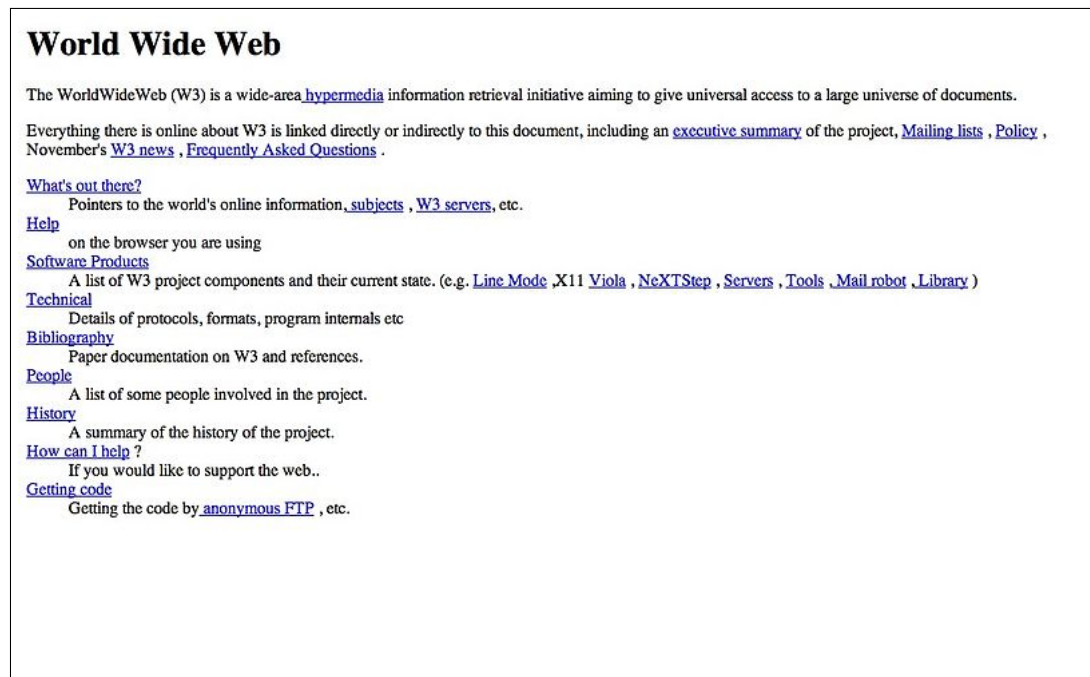 World Wide Web
The WorldWideWeb (W3) is a wide-area hypermedia information retrieval initiative aiming to give universal access to a large universe of documents.
Everything there is online about W3 is linked directly or indirectly to this document, including an executive summary of the project, Mailing lists , Policy ,
November's W3 news , Frequently Asked Questions .
What's out there?
Pointers to the world's online information, subjects , W3 servers, etc.
Help
on the browser you are using
Software Products
A list of W3 project components and their current state. (e.g. Line Mode ,X11 Viola , NeXTStep , Servers , Tools , Mail robot , Library )
Technical
Details of protocols, formats, program internals etc
Bibliography
Paper documentation on W3 and references.
People
A list of some people involved in the project.
History
A summary of the history of the project.
How can I help ?
If you would like to support the web..
Getting code
Getting the code by anonymous FTP , etc.